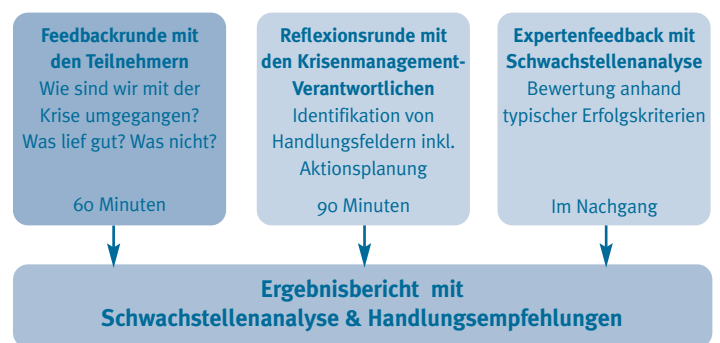 Feedbackrunde mit
den Teilnehmern
Wie sind wir mit der
Krise umgegangen?
Was lief gut? Was nicht?
60 Minuten
Reflexionsrunde mit
den Krisenmanagement-
Verantwortlichen
Identifikation von
Handlungsfeldern inkl.
Aktionsplanung
90 Minuten
Expertenfeedback mit
Schwachstellenanalyse
Bewertung anhand
typischer Erfolgskriterien
Im Nachgang
Ergebnisbericht mit
Schwachstellenanalyse & Handlungsempfehlungen